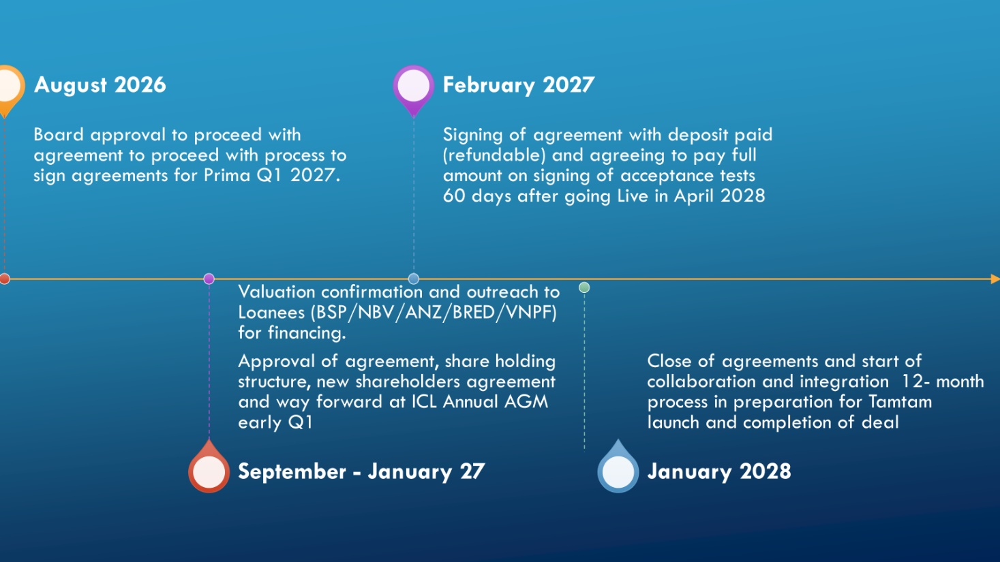 August 2026
Board approval to proceed with
agreement to proceed with process to
sign agreements for Prima Q1 2027.
February 2027
Signing of agreement with deposit paid
(refundable) and agreeing to pay full
amount on signing of acceptance tests
60 days after going Live in April 2028
Valuation confirmation and outreach to
Loanees (BSP/NBV/ANZ/BRED/VNPF)
for financing.
Approval of agreement, share holding
structure, new shareholders agreement
and way forward at ICL Annual AGM
early Q1
September - January 27
Close of agreements and start of
collaboration and integration  12- month
process in preparation for Tamtam
launch and completion of deal
January 2028